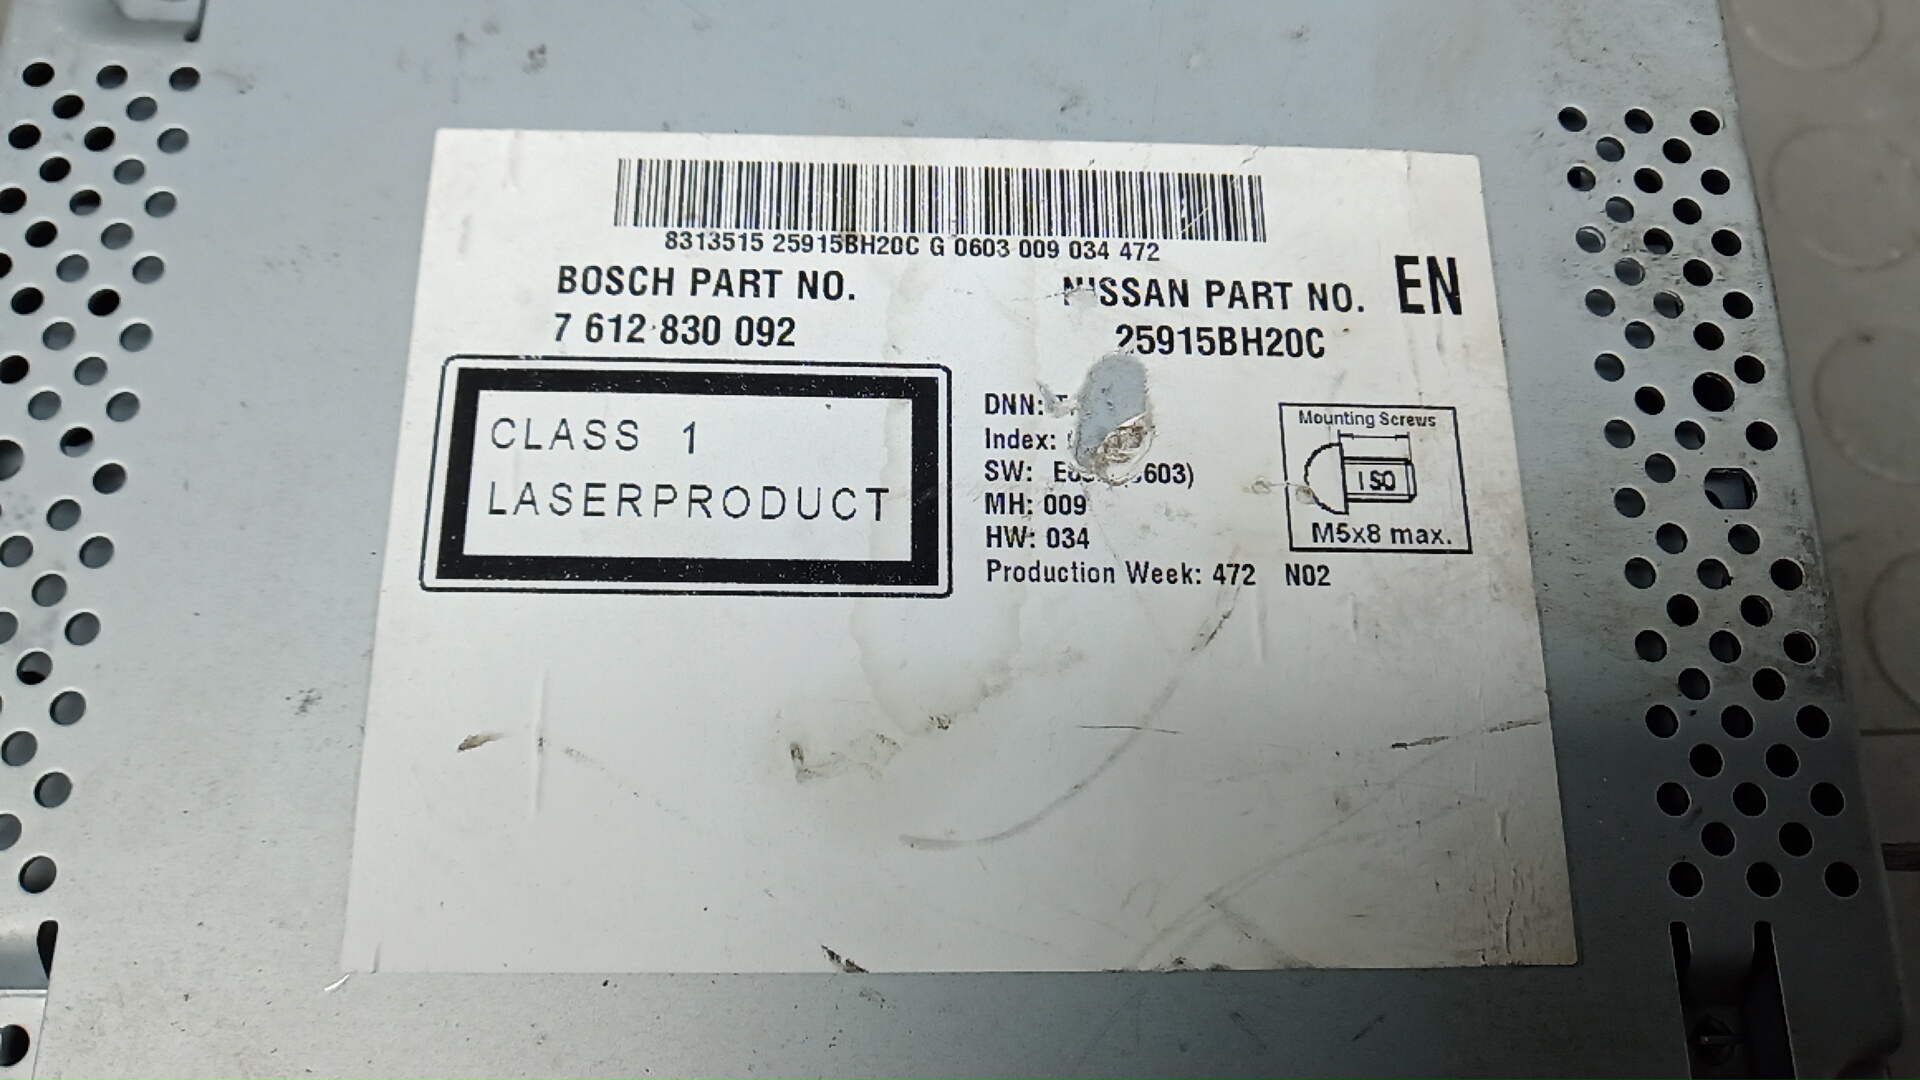 8313515 25915BH20C G 0603 009 034 472
BOSCH PART NO.
7 612 830 092
NISSAN PART NO.
25915BH20C
EN
CLASS 1
LASERPRODUCT
DNN:
Index:
SW:
MH: 009
HW: 034
Production Week: 472 N02
Mounting Screws
ISO
M5x8 max.